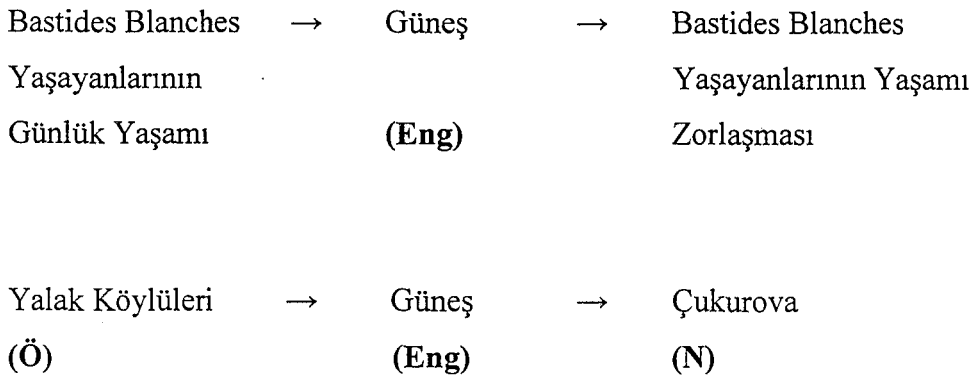 Bastides Blanches → Güneş → Bastides Blanches
Yaşayanlarının Yaşayanlarının Yaşamı
Günlük Yaşamı (Eng) Zorlaşması
Yalak Köylüleri → Güneş → Çukurova
(Ö) (Eng) (N)